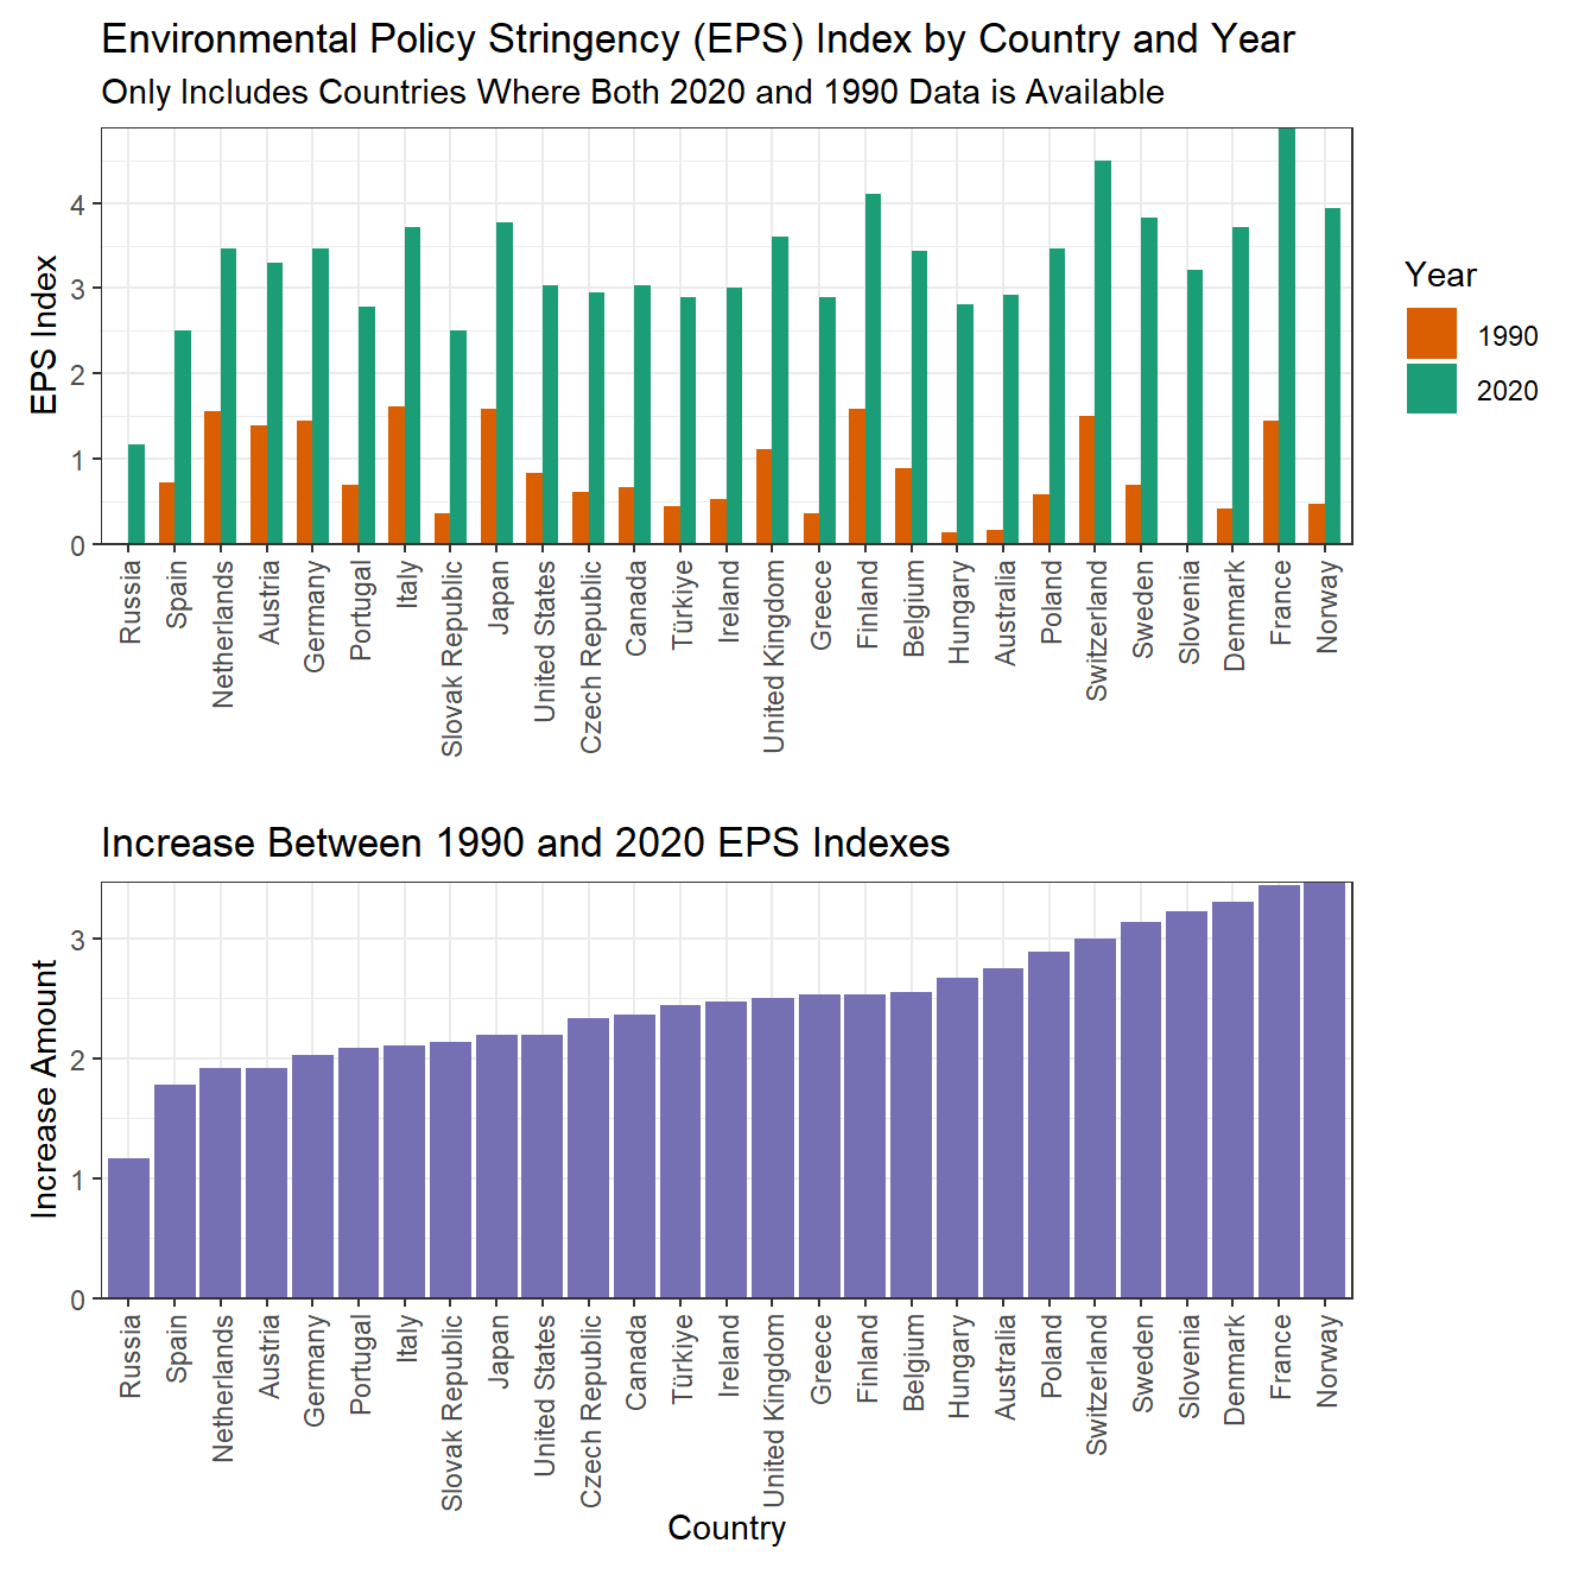 Environmental Policy Stringency (EPS) Index by Country and Year
Only Includes Countries Where Both 2020 and 1990 Data is Available
EPS Index
4
3
2
1
0
Russia
Spain
Netherlands
Austria
Germany
Portugal
Italy
Slovak Republic
Japan
United States
Czech Republic
Canada
Türkiye
Ireland
United Kingdom
Greece
Finland
Belgium
Hungary
Australia
Poland
Switzerland
Sweden
Slovenia
Denmark
France
Norway
Year
1990
2020
Increase Between 1990 and 2020 EPS Indexes
Increase Amount
3
2
1
0
Russia
Spain
Netherlands
Austria
Germany
Portugal
Italy
Slovak Republic
Japan
United States
Czech Republic
Canada
Türkiye
Ireland
United Kingdom
Greece
Finland
Belgium
Hungary
Australia
Poland
Switzerland
Sweden
Slovenia
Denmark
France
Norway
Country